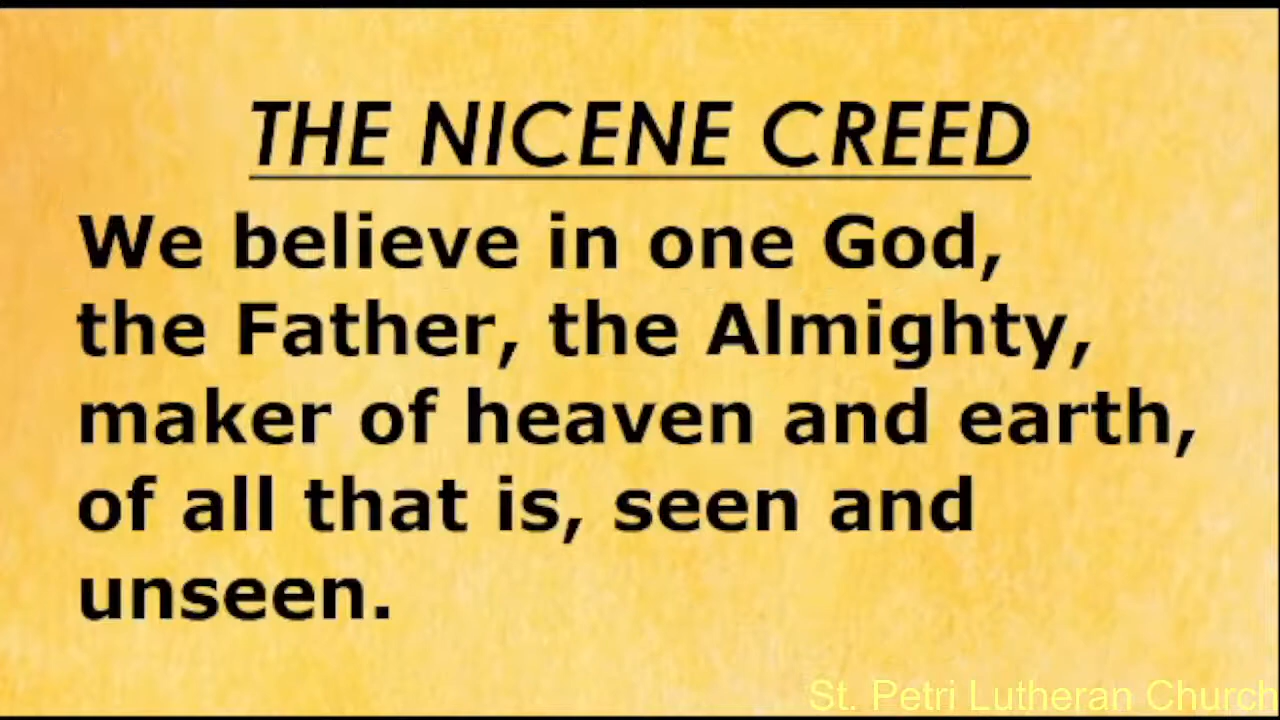 THE NICENE CREED
We believe in one God,
the Father, the Almighty,
maker of heaven and earth,
of all that is, seen and
unseen.
St. Petri Lutheran Church